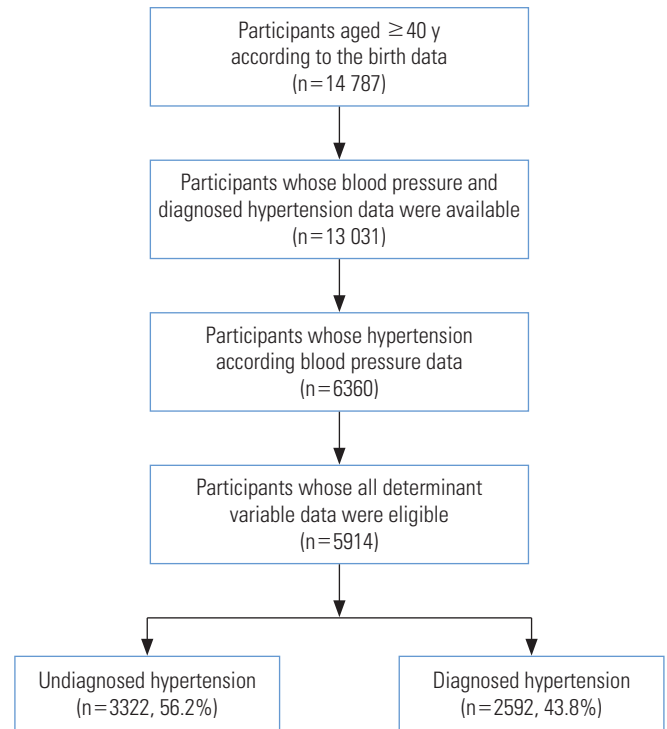 Participants aged ≥40 y
according to the birth data
(n=14 787)
Participants whose blood pressure and
diagnosed hypertension data were available
(n=13 031)
Participants whose hypertension
according blood pressure data
(n=6360)
Participants whose all determinant
variable data were eligible
(n=5914)
Undiagnosed hypertension
(n=3322, 56.2%)
Diagnosed hypertension
(n=2592, 43.8%)